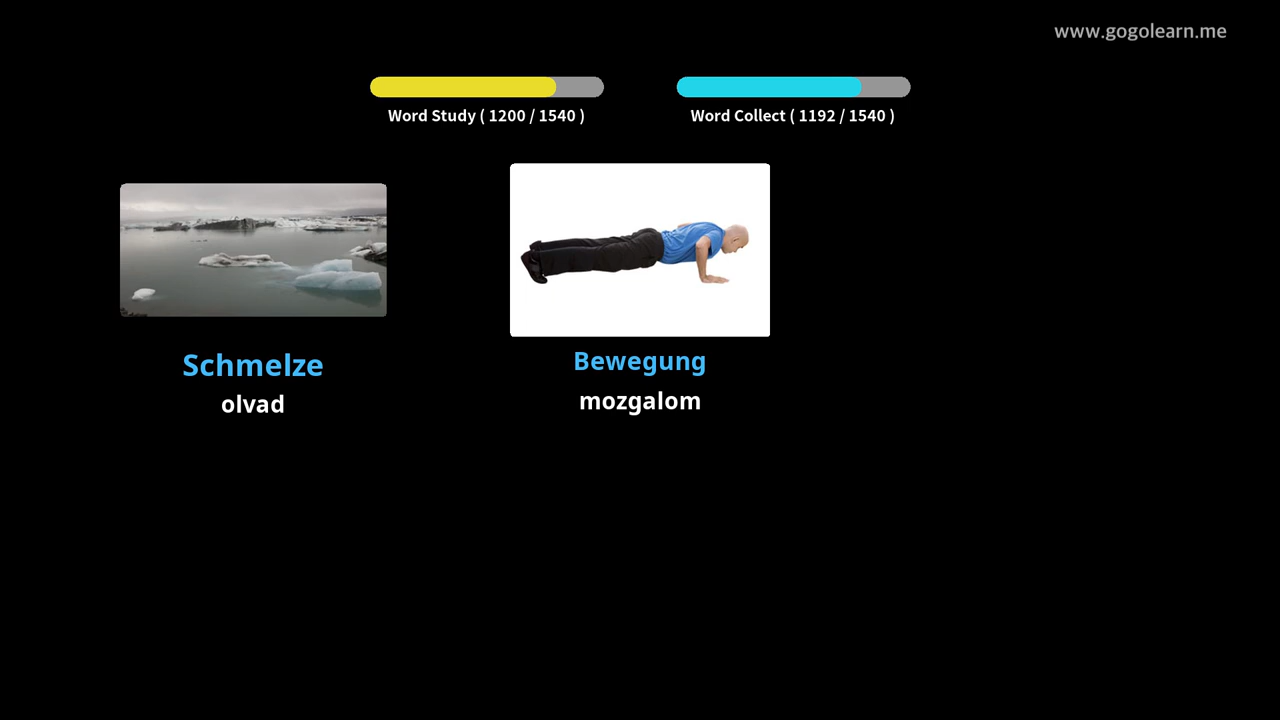 www.gogolearn.me
Word Study ( 1200 / 1540 )
Word Collect ( 1192 / 1540 )
Schmelze
olvad
Bewegung
mozgalom